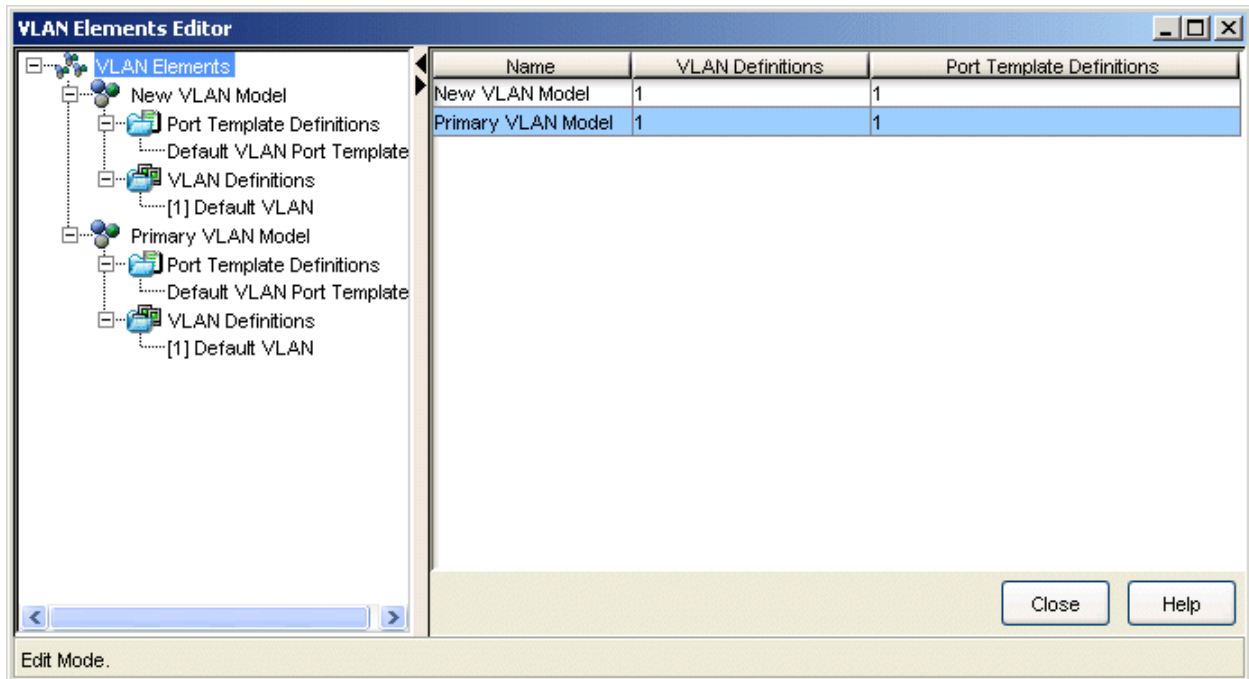 VLAN Elements Editor
VLAN Elements
New VLAN Model
Port Template Definitions
Default VLAN Port Template
VLAN Definitions
[1] Default VLAN
Primary VLAN Model
Port Template Definitions
Default VLAN Port Template
VLAN Definitions
[1] Default VLAN
Name VLAN Definitions Port Template Definitions
New VLAN Model 1 1
Primary VLAN Model 1 1
Close Help
Edit Mode.